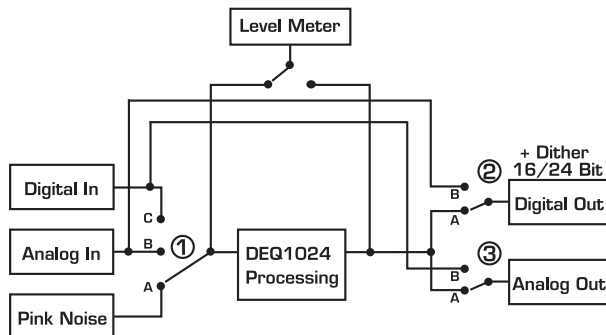 Level Meter
+ Dither
② 16/24 Bit
B
Digital In
Digital Out
C
A
Analog In
B ①
DEQ1024
Processing
③
B
A
Analog Out
A
Pink Noise